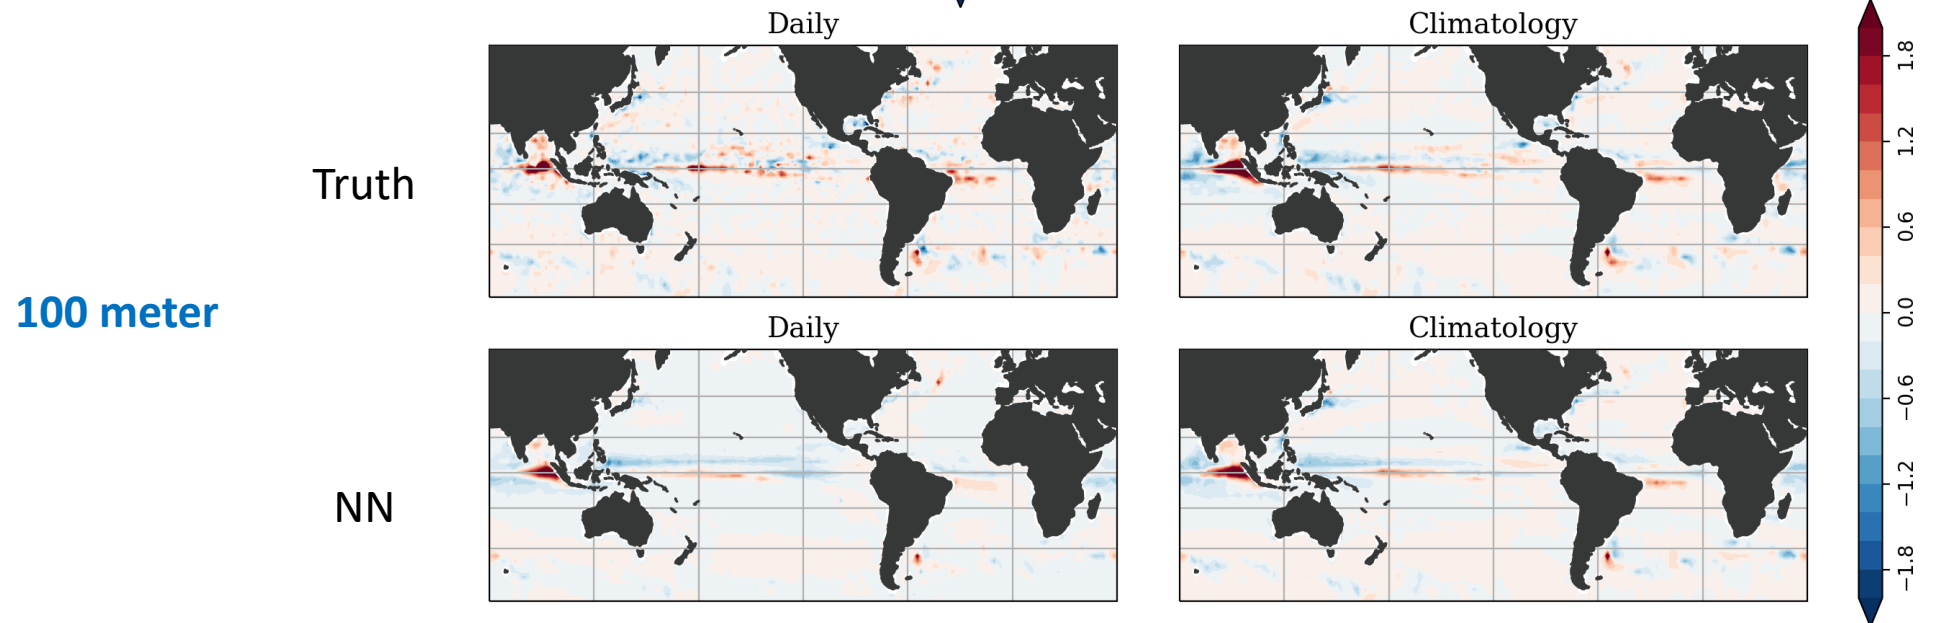 Daily
Climatology
Truth
100 meter
Daily
Climatology
NN
1.8
1.2
0.6
0.0
−0.6
−1.2
−1.8